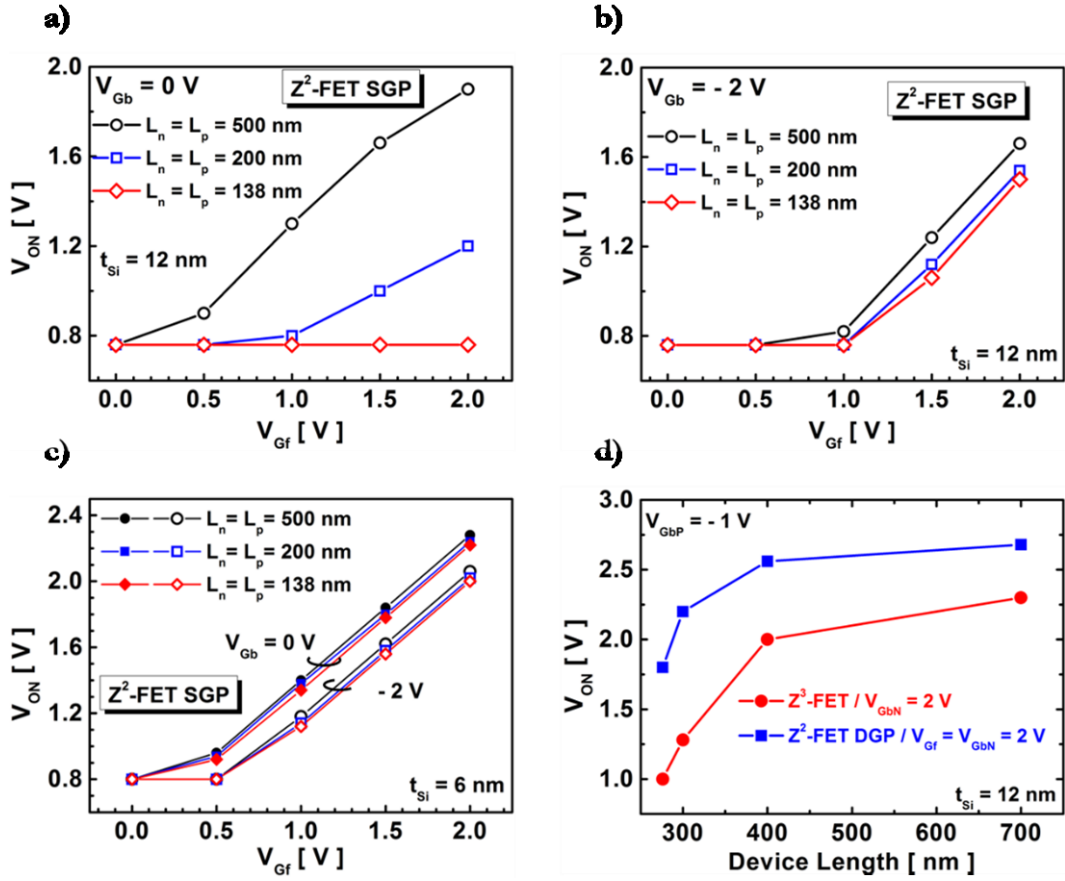 a)
V_Gb = 0 V
Z²-FET SGP
L_n = L_p = 500 nm
L_n = L_p = 200 nm
L_n = L_p = 138 nm
t_Si = 12 nm
2.0
1.6
1.2
0.8
V_ON [ V ]
0.0 0.5 1.0 1.5 2.0
V_Gf [ V ]
b)
V_Gb = - 2 V
Z²-FET SGP
L_n = L_p = 500 nm
L_n = L_p = 200 nm
L_n = L_p = 138 nm
t_Si = 12 nm
2.0
1.6
1.2
0.8
V_ON [ V ]
0.0 0.5 1.0 1.5 2.0
V_Gf [ V ]
c)
L_n = L_p = 500 nm
L_n = L_p = 200 nm
L_n = L_p = 138 nm
V_Gb = 0 V
- 2 V
Z²-FET SGP
t_Si = 6 nm
2.4
2.0
1.6
1.2
0.8
V_ON [ V ]
0.0 0.5 1.0 1.5 2.0
V_Gf [ V ]
d)
V_GbP = - 1 V
Z³-FET / V_GbN = 2 V
Z²-FET DGP / V_Gf = V_GbN = 2 V
t_Si = 12 nm
3.0
2.5
2.0
1.5
1.0
V_ON [ V ]
300 400 500 600 700
Device Length [ nm ]